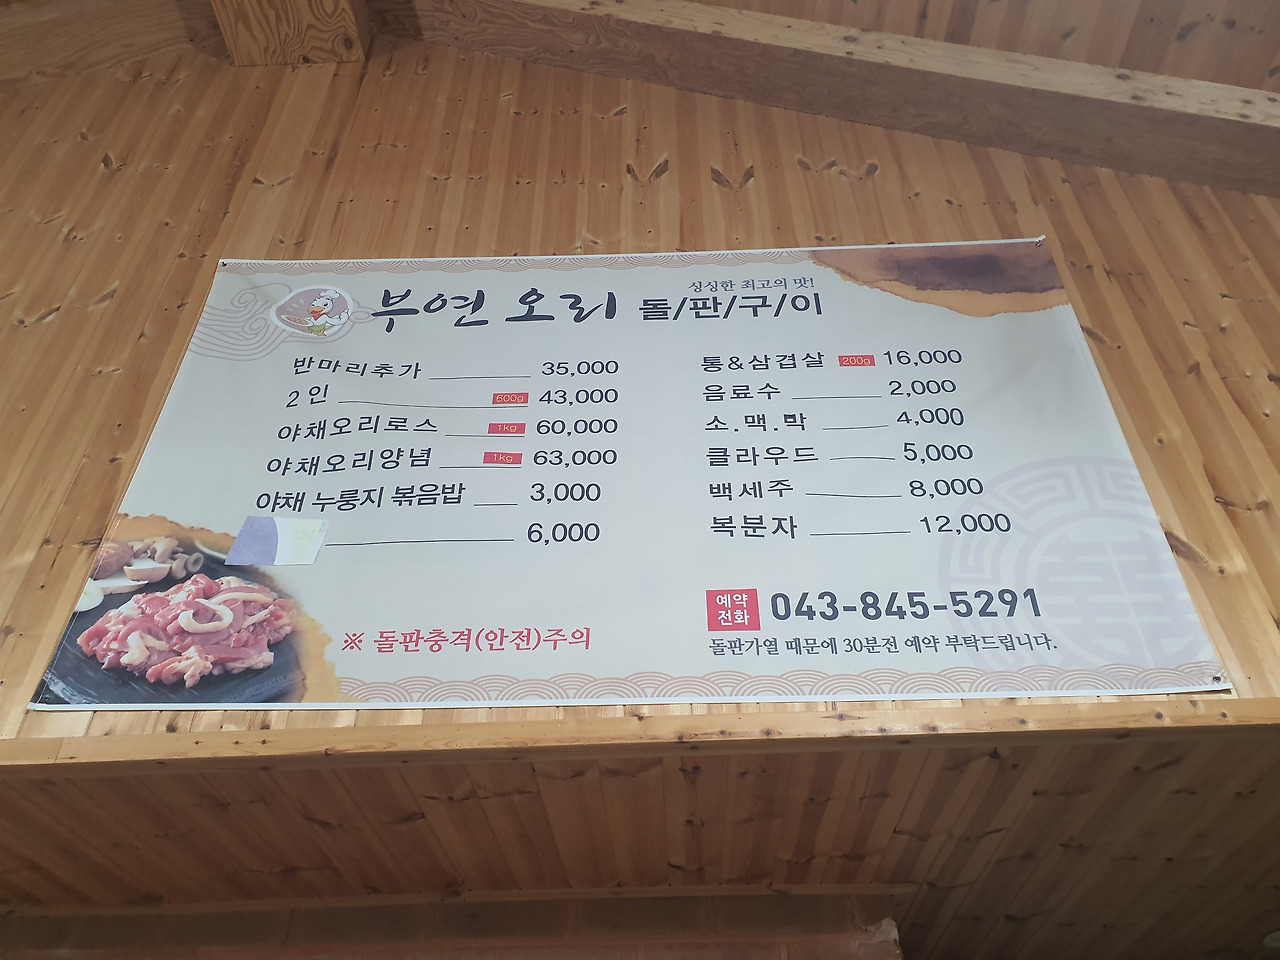 부연 오리
싱싱한 최고의 맛!
돌/판/구/이
반마리추가 35,000
2인 600g 43,000
야채오리로스 1kg 60,000
야채오리양념 1kg 63,000
야채 누룽지 볶음밥 3,000
6,000
※ 돌판충격(안전)주의
통&삼겹살 200g 16,000
음료수 2,000
소.맥.박 4,000
클라우드 5,000
백세주 8,000
복분자 12,000
예약
전화 043-845-5291
돌판가열 때문에 30분전 예약 부탁드립니다.